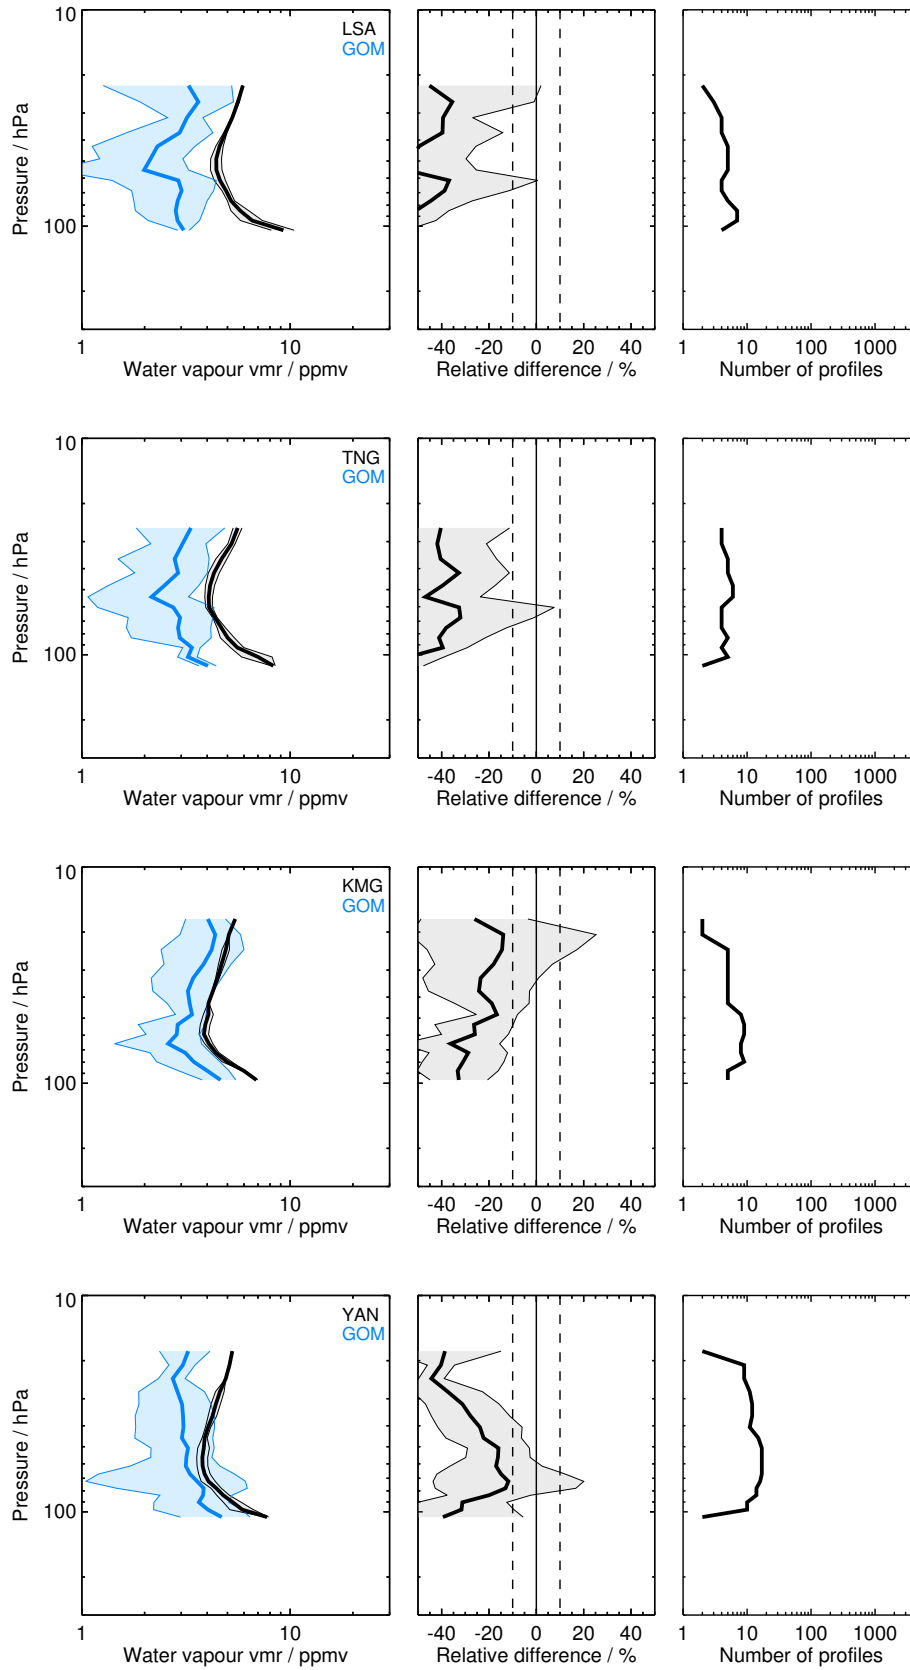 10
100
Pressure / hPa
LSA
GOM
1 10
-40 -20 0 20 40
1 10 100 1000
Water vapour vmr / ppmv
Relative difference / %
Number of profiles
10
100
Pressure / hPa
TNG
GOM
1 10
-40 -20 0 20 40
1 10 100 1000
Water vapour vmr / ppmv
Relative difference / %
Number of profiles
10
100
Pressure / hPa
KMG
GOM
1 10
-40 -20 0 20 40
1 10 100 1000
Water vapour vmr / ppmv
Relative difference / %
Number of profiles
10
100
Pressure / hPa
YAN
GOM
1 10
-40 -20 0 20 40
1 10 100 1000
Water vapour vmr / ppmv
Relative difference / %
Number of profiles